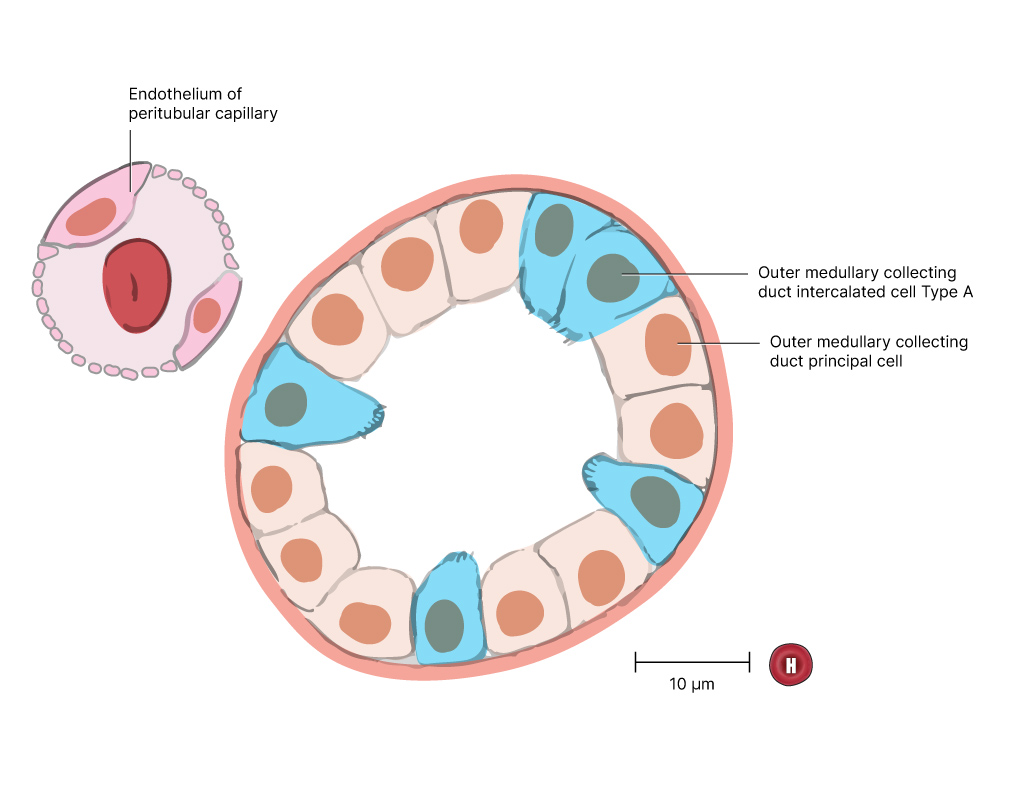 Endothelium of
peritubular capillary
Outer medullary collecting
duct intercalated cell Type A
Outer medullary collecting
duct principal cell
10 µm
H